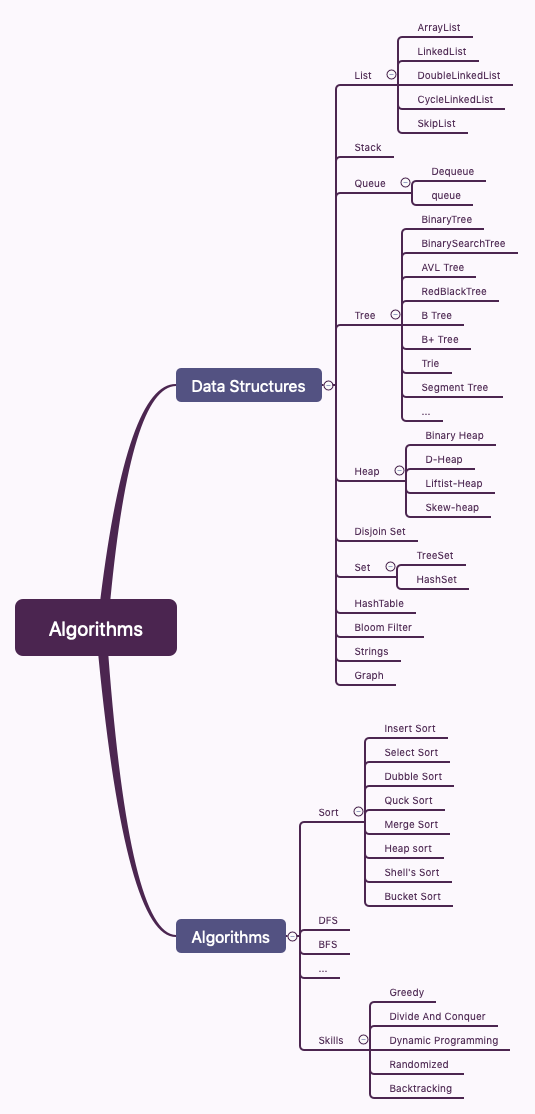 ArrayList
LinkedList
List
DoubleLinkedList
CycleLinkedList
SkipList
Stack
Dequeue
Queue
queue
BinaryTree
BinarySearchTree
AVL Tree
RedBlackTree
Tree
B Tree
B+ Tree
Trie
Data Structures
Segment Tree
...
Binary Heap
D-Heap
Heap
Liftist-Heap
Skew-heap
Disjoin Set
TreeSet
Set
HashSet
HashTable
Algorithms
Bloom Filter
Strings
Graph
Insert Sort
Select Sort
Dubble Sort
Quck Sort
Sort
Merge Sort
Heap sort
Shell's Sort
Bucket Sort
DFS
Algorithms
BFS
...
Greedy
Divide And Conquer
Skills
Dynamic Programming
Randomized
Backtracking